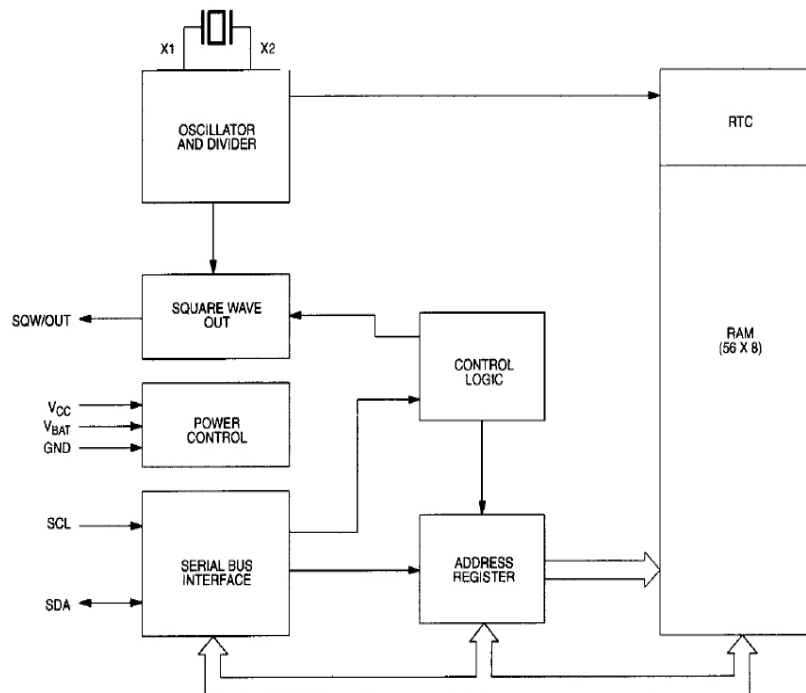 X1
X2
OSCILLATOR
AND DIVIDER
RTC
SQUARE WAVE
OUT
SQW/OUT
CONTROL
LOGIC
RAM
(56 X 8)
VCC
VBAT
GND
POWER
CONTROL
SCL
SDA
SERIAL BUS
INTERFACE
ADDRESS
REGISTER